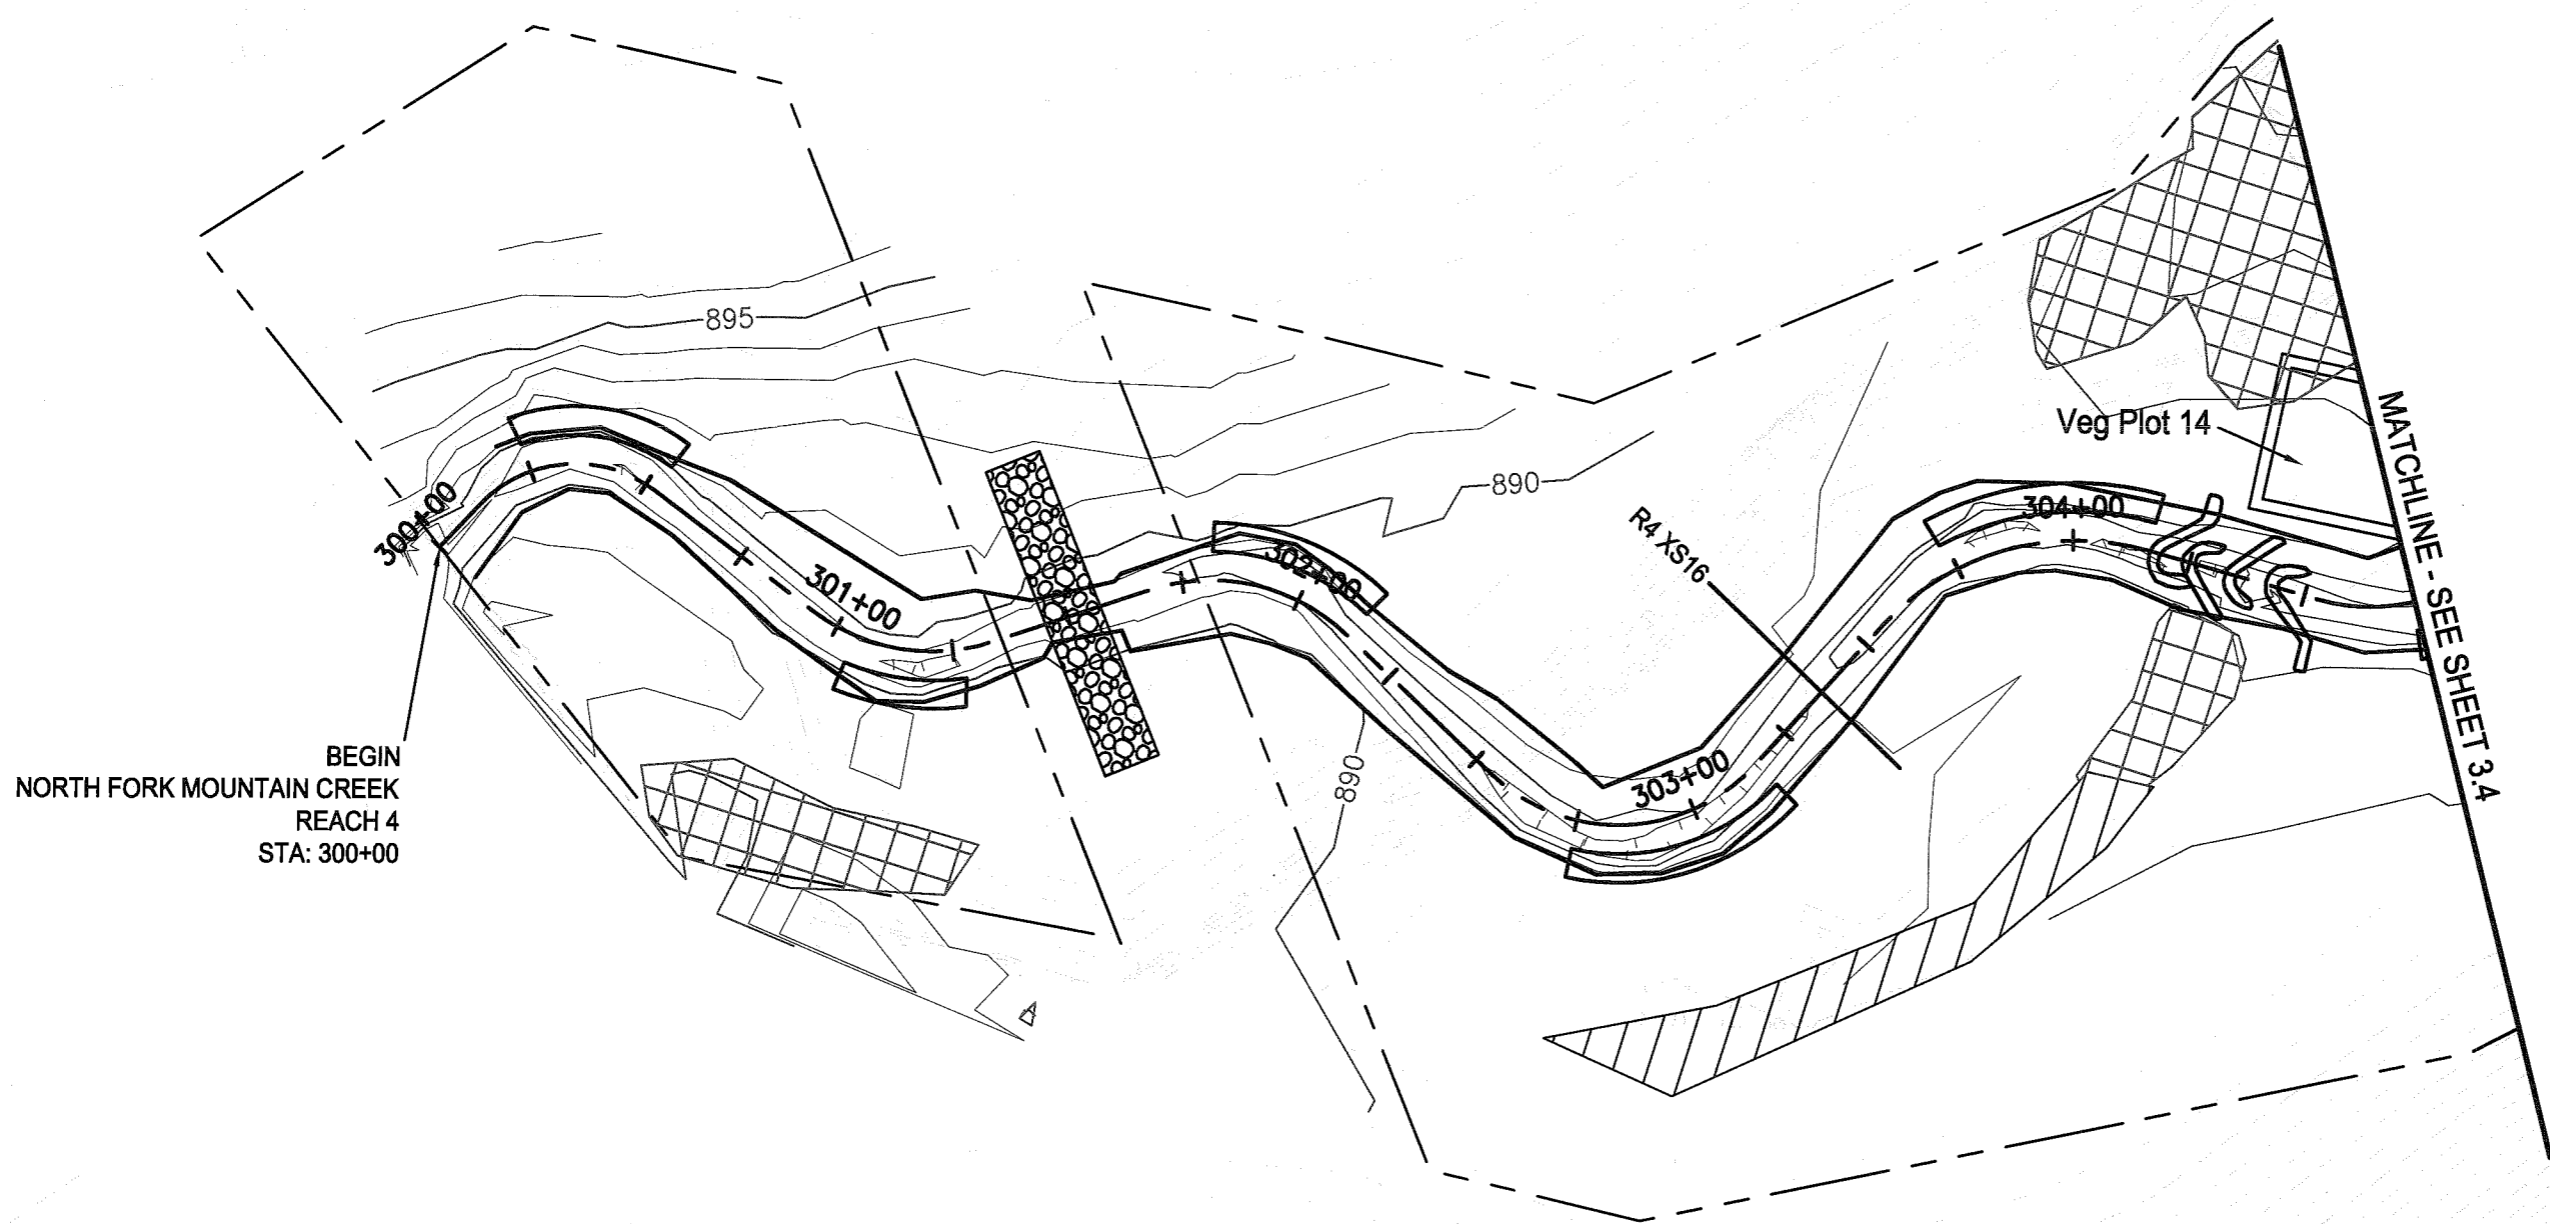 895
890
300+00
301+00
302+00
R4 XS16
304+00
Veg Plot 14
MATCHLINE - SEE SHEET 3.4
303+00
890
BEGIN
NORTH FORK MOUNTAIN CREEK
REACH 4
STA: 300+00